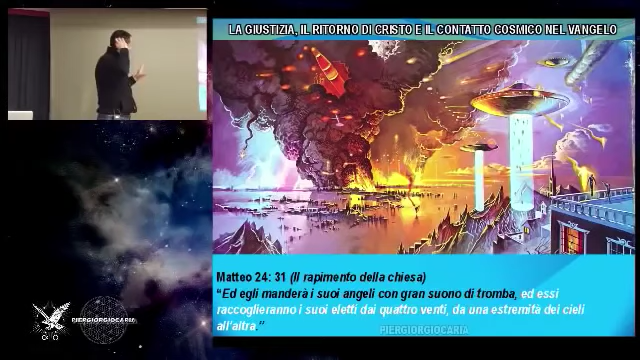 LA GIUSTIZIA, IL RITORNO DI CRISTO E IL CONTATTO COSMICO NEL VANGELO
Matteo 24: 31 (Il rapimento della chiesa)
“Ed egli manderà i suoi angeli con gran suono di tromba, ed essi
raccoglieranno i suoi eletti dai quattro venti, da una estremità dei cieli
all'altra.”
PIERGIORGIOCARIA
PIERGIORGIOCARIA